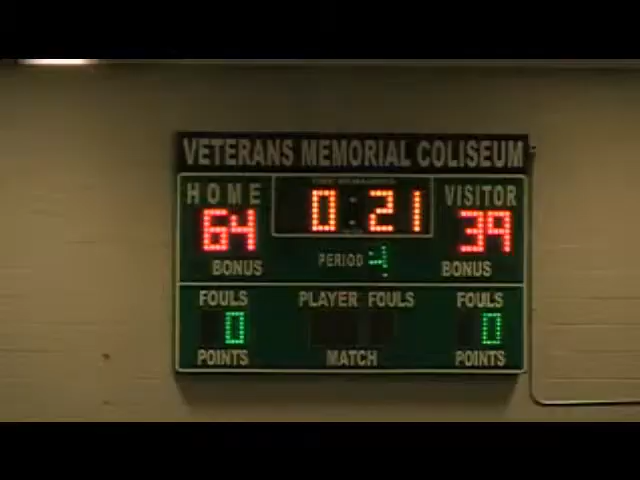 VETERANS MEMORIAL COLISEUM
HOME VISITOR
64 0:21 39
PERIOD 4
BONUS BONUS
FOULS PLAYER FOULS FOULS
0 0
POINTS MATCH POINTS